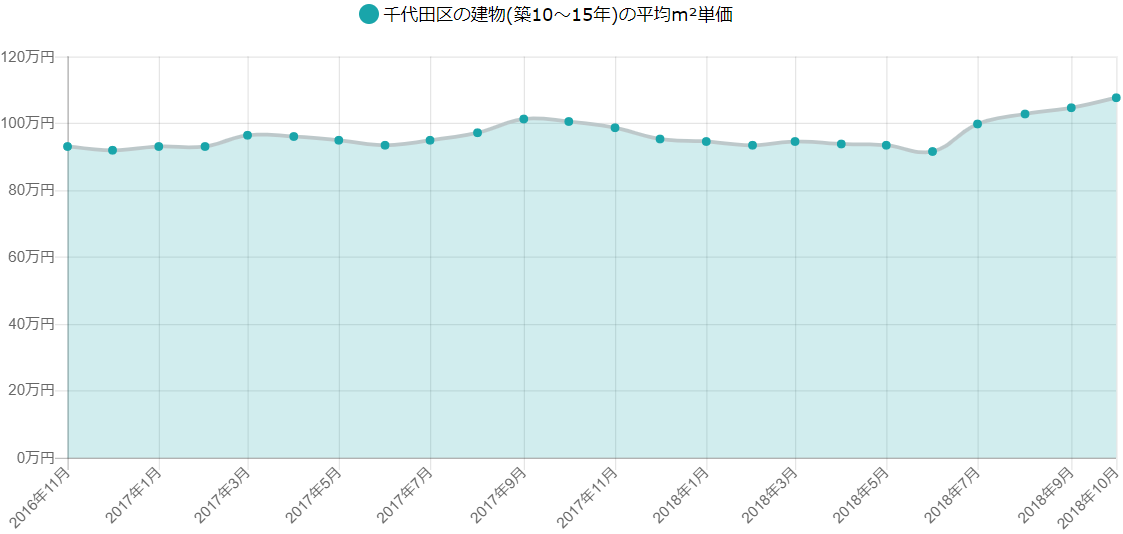 千代田区の建物(築10～15年)の平均m²単価
120万円
100万円
80万円
60万円
40万円
20万円
0万円
2016年11月
2017年1月
2017年3月
2017年5月
2017年7月
2017年9月
2017年11月
2018年1月
2018年3月
2018年5月
2018年7月
2018年9月
2018年10月